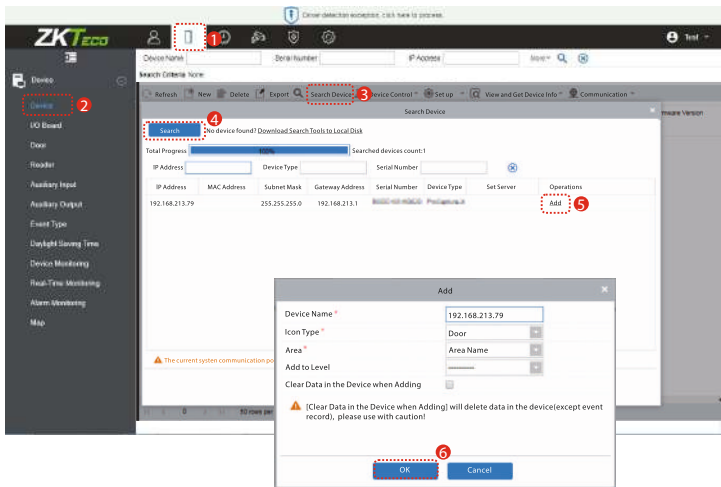 Driver detection exception, click here to process.
ZKTeco
1
Test
Device Name
Serial Number
IP Address
More
Search Criteria None
Device
Refresh New Delete Export Search Device 3 Device Control Set up View and Get Device Info Communication
Device 2
Search Device
Firmware Version
4
Search
No device found? Download Search Tools to Local Disk
I/O Board
Door
Total Progress 100% Searched devices count:1
Reader
IP Address Device Type Serial Number
Auxiliary Input
IP Address MAC Address Subnet Mask Gateway Address Serial Number Device Type Set Server Operations
Auxiliary Output
192.168.213.79 255.255.255.0 192.168.213.1 Add 5
Event Type
Daylight Saving Time
Device Monitoring
Real-Time Monitoring
Alarm Monitoring
Map
Add
Device Name * 192.168.213.79
Icon Type * Door
Area * Area Name
The current systen communication po
Add to Level ---------
Clear Data in the Device when Adding
[Clear Data in the Device when Adding] will delete data in the device(except event
record), please use with caution!
0 50 rows per
6
OK Cancel